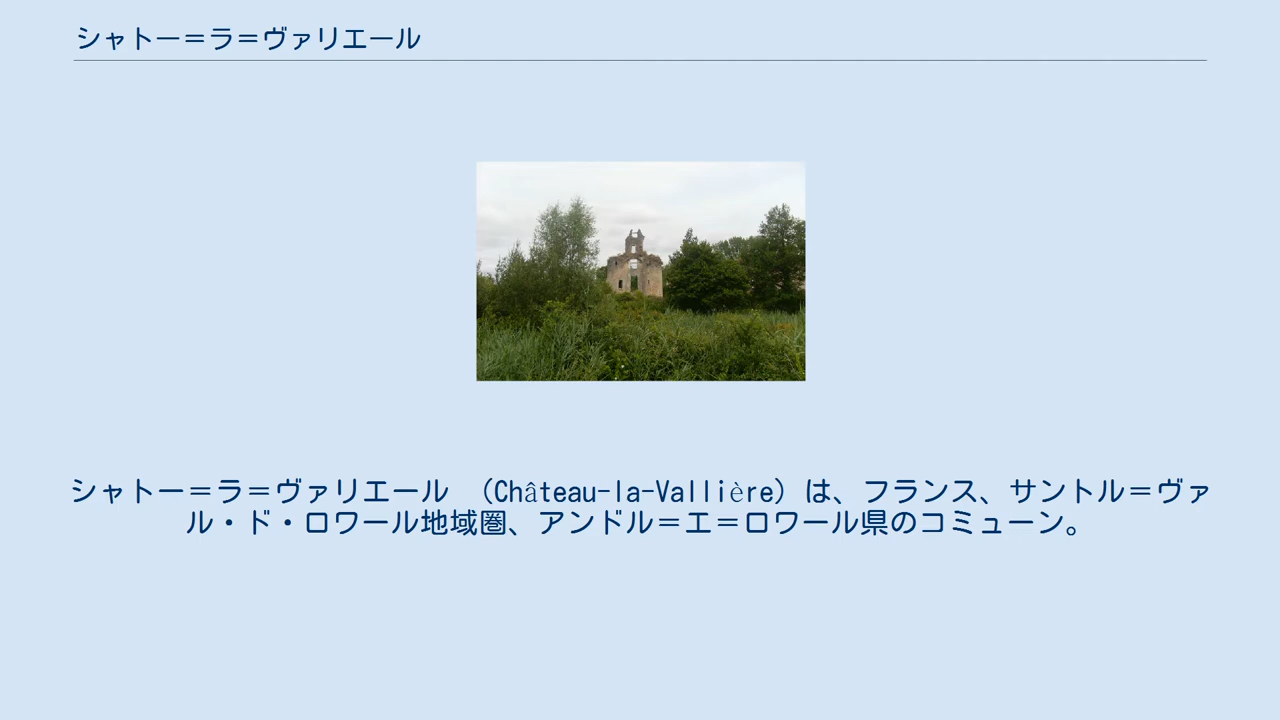 シャトー＝ラ＝ヴァリエール
シャトー＝ラ＝ヴァリエール　（Château-la-Vallière）は、フランス、サントル＝ヴァ
ル・ド・ロワール地域圏、アンドル＝エ＝ロワール県のコミューン。